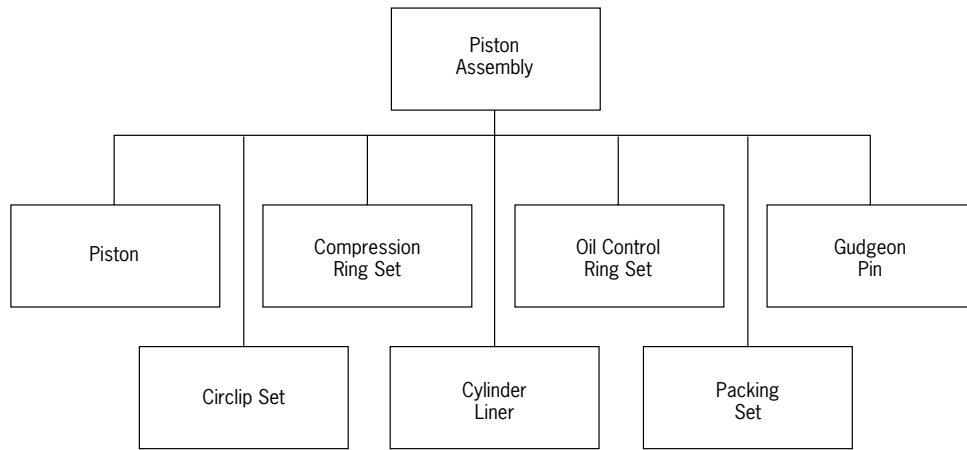 Piston
Assembly
Piston
Compression
Ring Set
Oil Control
Ring Set
Gudgeon
Pin
Circlip Set
Cylinder
Liner
Packing
Set